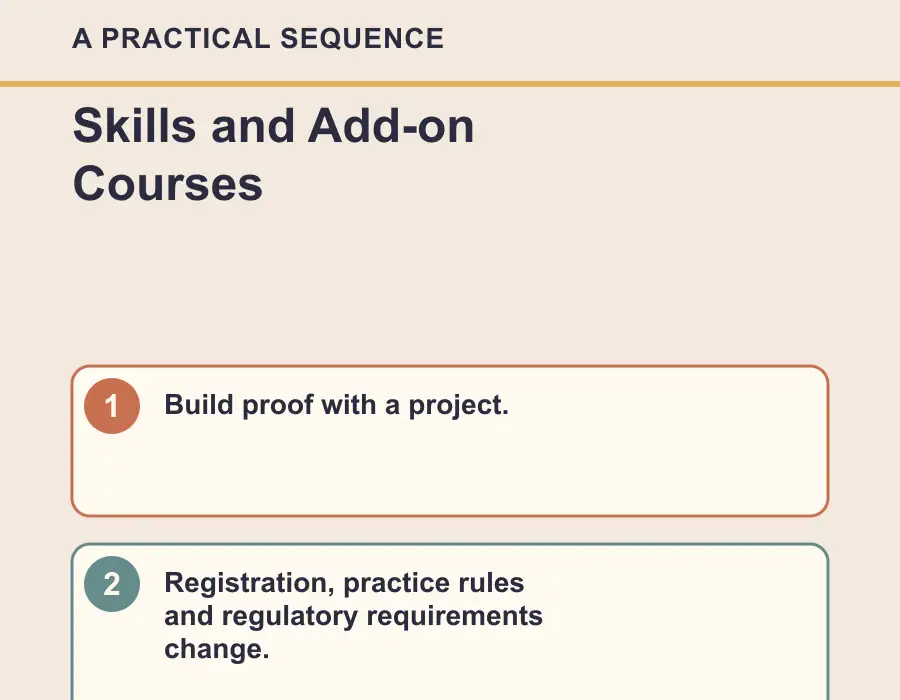 A PRACTICAL SEQUENCE
Skills and Add-on
Courses
1
Build proof with a project.
2
Registration, practice rules
and regulatory requirements
change.